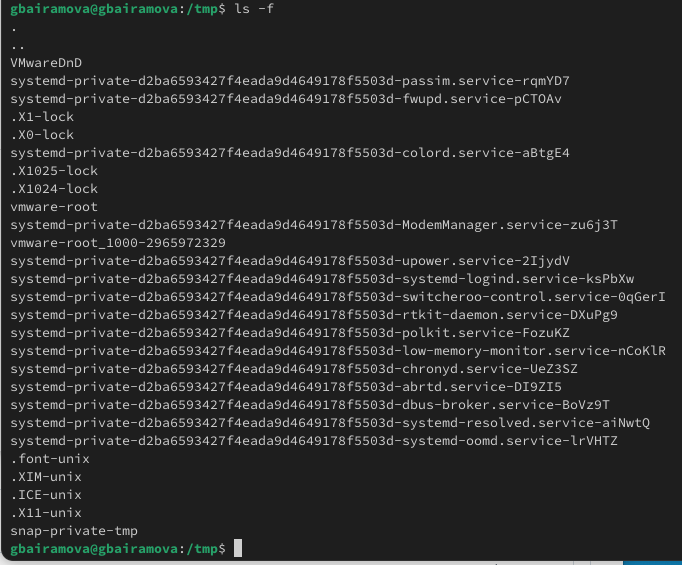 gbairamova@gbairamova:/tmp$ ls -f
.
..
VMwareDnD
systemd-private-d2ba6593427f4eada9d4649178f5503d-passim.service-rqmYD7
systemd-private-d2ba6593427f4eada9d4649178f5503d-fwupd.service-pCTOAv
.X1-lock
.X0-lock
systemd-private-d2ba6593427f4eada9d4649178f5503d-colord.service-aBtgE4
.X1025-lock
.X1024-lock
vmware-root
systemd-private-d2ba6593427f4eada9d4649178f5503d-ModemManager.service-zu6j3T
vmware-root_1000-2965972329
systemd-private-d2ba6593427f4eada9d4649178f5503d-upower.service-2IjydV
systemd-private-d2ba6593427f4eada9d4649178f5503d-systemd-logind.service-ksPbXw
systemd-private-d2ba6593427f4eada9d4649178f5503d-switcheroo-control.service-0qGerI
systemd-private-d2ba6593427f4eada9d4649178f5503d-rtkit-daemon.service-DXuPg9
systemd-private-d2ba6593427f4eada9d4649178f5503d-polkit.service-FozuKZ
systemd-private-d2ba6593427f4eada9d4649178f5503d-low-memory-monitor.service-nCoKlR
systemd-private-d2ba6593427f4eada9d4649178f5503d-chronyd.service-UeZ3SZ
systemd-private-d2ba6593427f4eada9d4649178f5503d-abrtd.service-DI9ZI5
systemd-private-d2ba6593427f4eada9d4649178f5503d-dbus-broker.service-BoVz9T
systemd-private-d2ba6593427f4eada9d4649178f5503d-systemd-resolved.service-aiNwtQ
systemd-private-d2ba6593427f4eada9d4649178f5503d-systemd-oomd.service-lrVHTZ
.font-unix
.XIM-unix
.ICE-unix
.X11-unix
snap-private-tmp
gbairamova@gbairamova:/tmp$